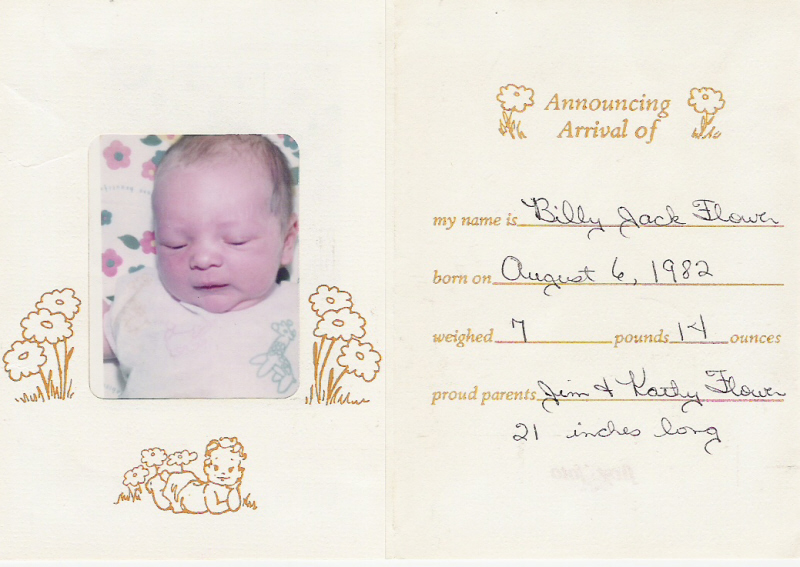 Announcing
Arrival of
my name is Billy Jack Flower
born on August 6, 1982
weighed 7 pounds 14 ounces
proud parents Jim & Kathy Flower
21 inches long